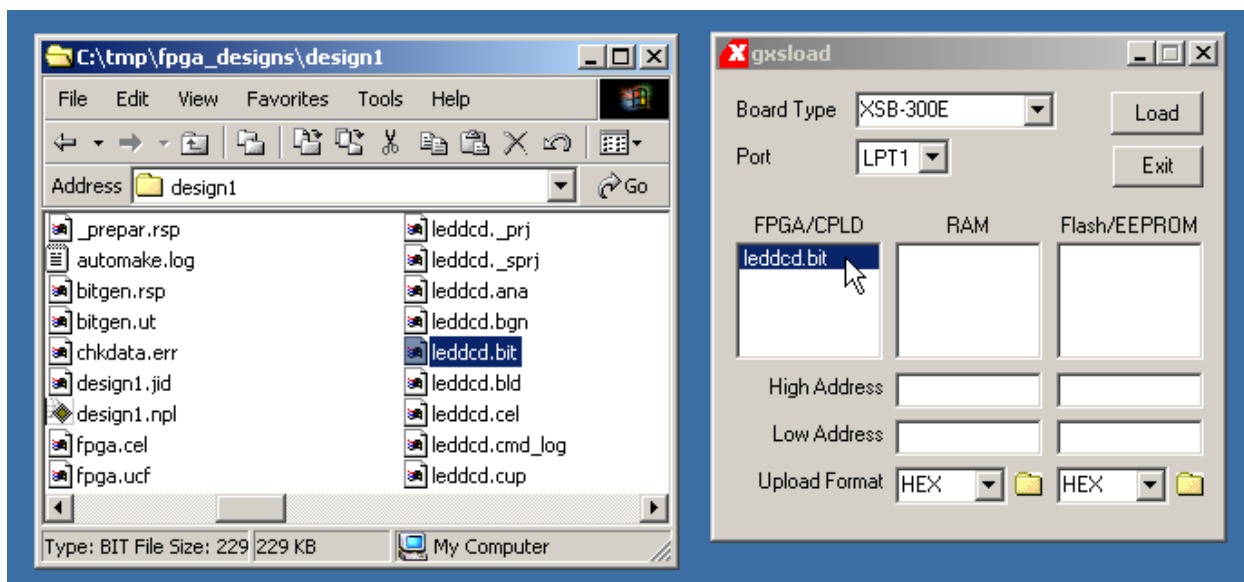 C:\tmp\fpga_designs\design1
File Edit View Favorites Tools Help
Address design1 Go
_prepar.rsp
automake.log
bitgen.rsp
bitgen.ut
chkdata.err
design1.jid
design1.npl
fpga.cel
fpga.ucf
leddcd._prj
leddcd._sprj
leddcd.ana
leddcd.bgn
leddcd.bit
leddcd.bld
leddcd.cel
leddcd.cmd_log
leddcd.cup
Type: BIT File Size: 229 229 KB My Computer
X gxsload
Board Type XSB-300E Load
Port LPT1 Exit
FPGA/CPLD RAM Flash/EEPROM
leddcd.bit
High Address
Low Address
Upload Format HEX HEX